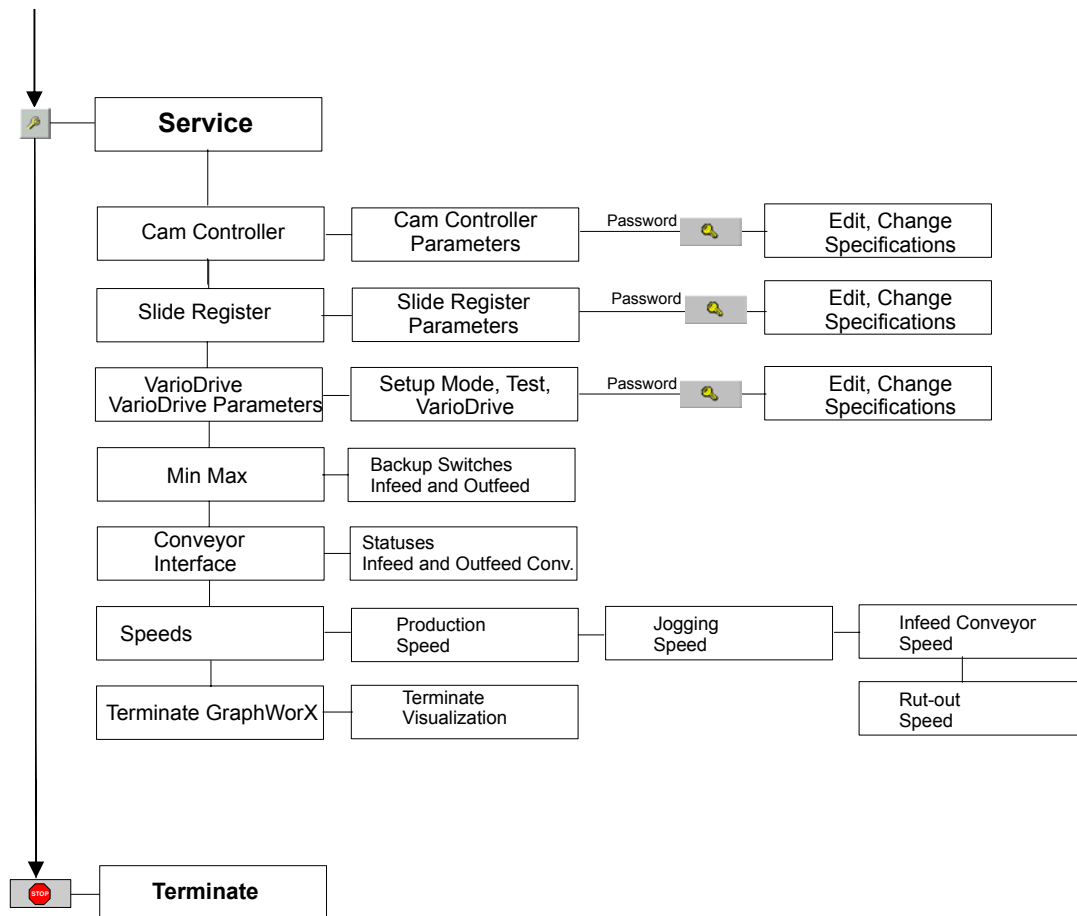 Service
Cam Controller
Cam Controller
Parameters
Password
Edit, Change
Specifications
Slide Register
Slide Register
Parameters
Password
Edit, Change
Specifications
VarioDrive
VarioDrive Parameters
Setup Mode, Test,
VarioDrive
Password
Edit, Change
Specifications
Min Max
Backup Switches
Infeed and Outfeed
Conveyor
Interface
Statuses
Infeed and Outfeed Conv.
Speeds
Production
Speed
Jogging
Speed
Infeed Conveyor
Speed
Rut-out
Speed
Terminate GraphWorX
Terminate
Visualization
STOP
Terminate